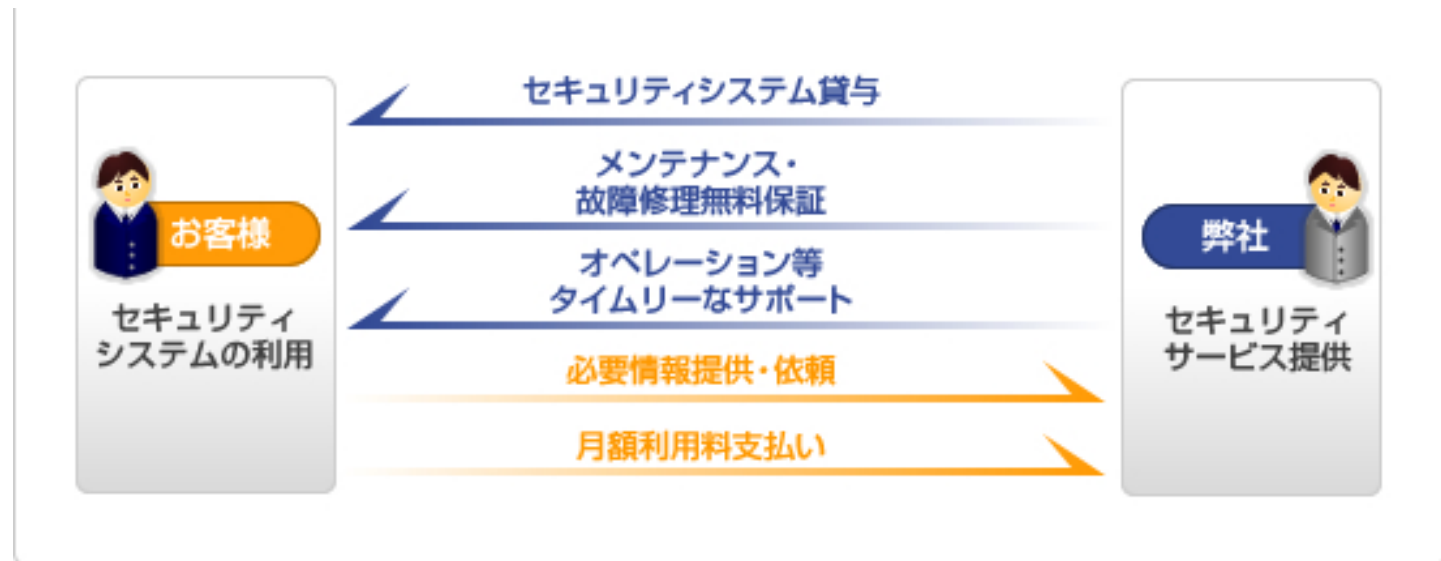 セキュリティシステム貸与
メンテナンス・
故障修理無料保証
オペレーション等
タイムリーなサポート
必要情報提供・依頼
月額利用料支払い
お客様
セキュリティ
システムの利用
弊社
セキュリティ
サービス提供